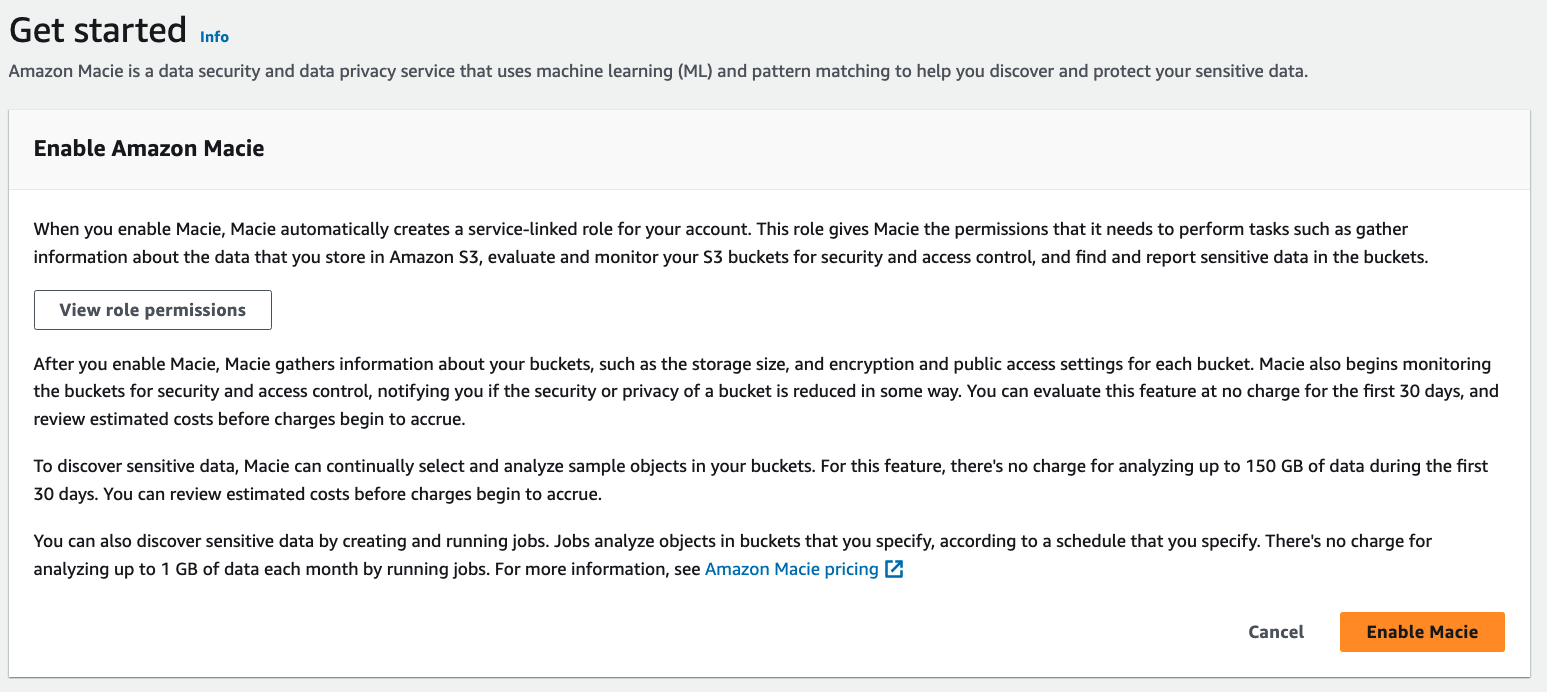 Get started Info
Amazon Macie is a data security and data privacy service that uses machine learning (ML) and pattern matching to help you discover and protect your sensitive data.
Enable Amazon Macie
When you enable Macie, Macie automatically creates a service-linked role for your account. This role gives Macie the permissions that it needs to perform tasks such as gather
information about the data that you store in Amazon S3, evaluate and monitor your S3 buckets for security and access control, and find and report sensitive data in the buckets.
View role permissions
After you enable Macie, Macie gathers information about your buckets, such as the storage size, and encryption and public access settings for each bucket. Macie also begins monitoring
the buckets for security and access control, notifying you if the security or privacy of a bucket is reduced in some way. You can evaluate this feature at no charge for the first 30 days, and
review estimated costs before charges begin to accrue.
To discover sensitive data, Macie can continually select and analyze sample objects in your buckets. For this feature, there's no charge for analyzing up to 150 GB of data during the first
30 days. You can review estimated costs before charges begin to accrue.
You can also discover sensitive data by creating and running jobs. Jobs analyze objects in buckets that you specify, according to a schedule that you specify. There's no charge for
analyzing up to 1 GB of data each month by running jobs. For more information, see Amazon Macie pricing
Cancel Enable Macie